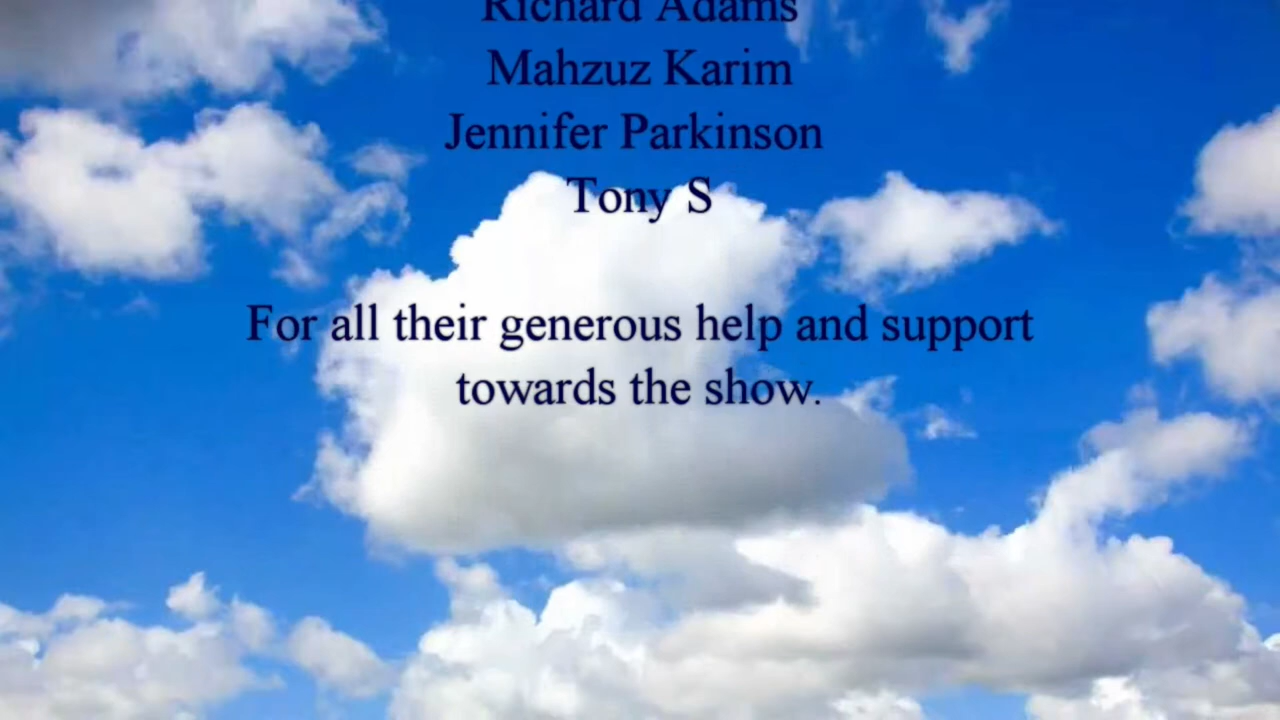 Richard Adams
Mahzuz Karim
Jennifer Parkinson
Tony S
For all their generous help and support
towards the show.